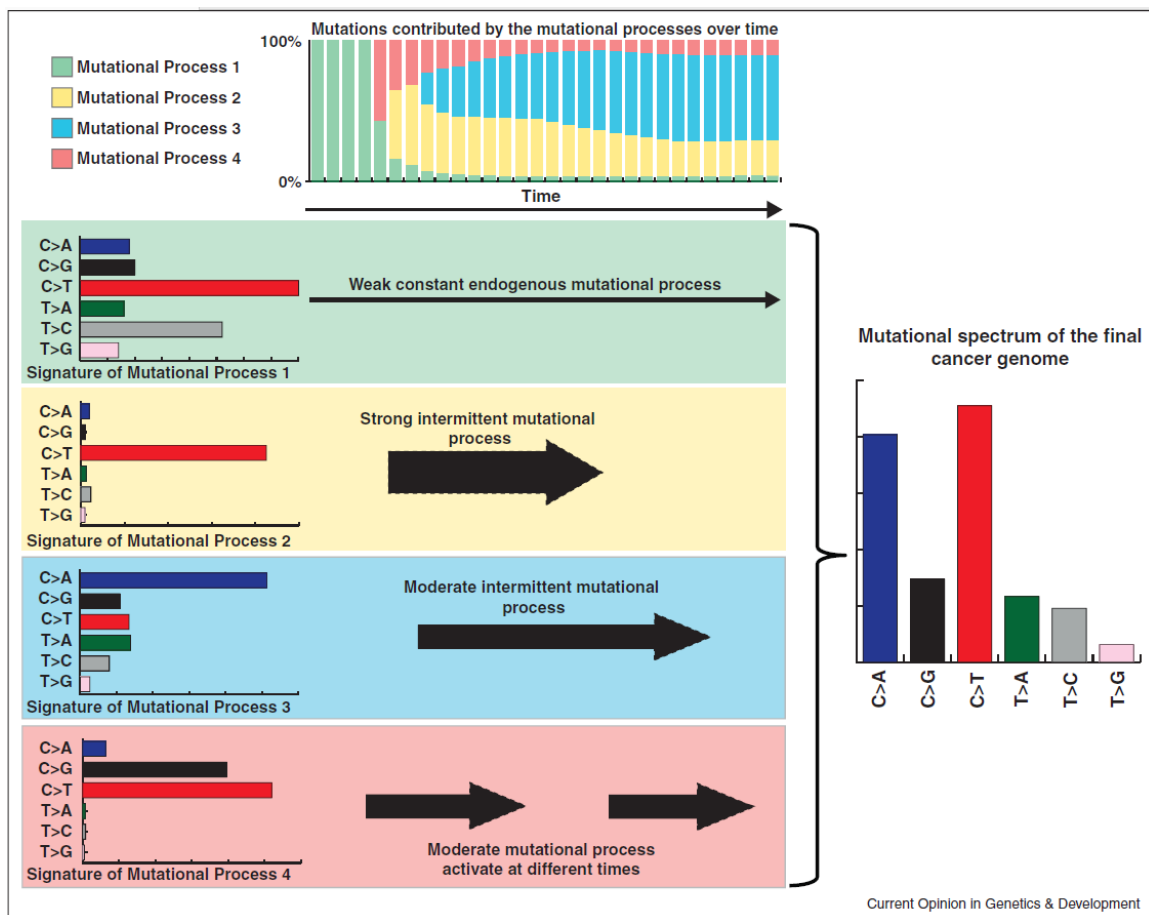 Mutations contributed by the mutational processes over time
100%
Mutational Process 1
Mutational Process 2
Mutational Process 3
Mutational Process 4
0%
Time
C>A
C>G
C>T
T>A
T>C
T>G
Signature of Mutational Process 1
Weak constant endogenous mutational process
C>A
C>G
C>T
T>A
T>C
T>G
Signature of Mutational Process 2
Strong intermittent mutational
process
C>A
C>G
C>T
T>A
T>C
T>G
Signature of Mutational Process 3
Moderate intermittent mutational
process
C>A
C>G
C>T
T>A
T>C
T>G
Signature of Mutational Process 4
Moderate mutational process
activate at different times
Mutational spectrum of the final
cancer genome
C>A
C>G
C>T
T>A
T>C
T>G
Current Opinion in Genetics & Development